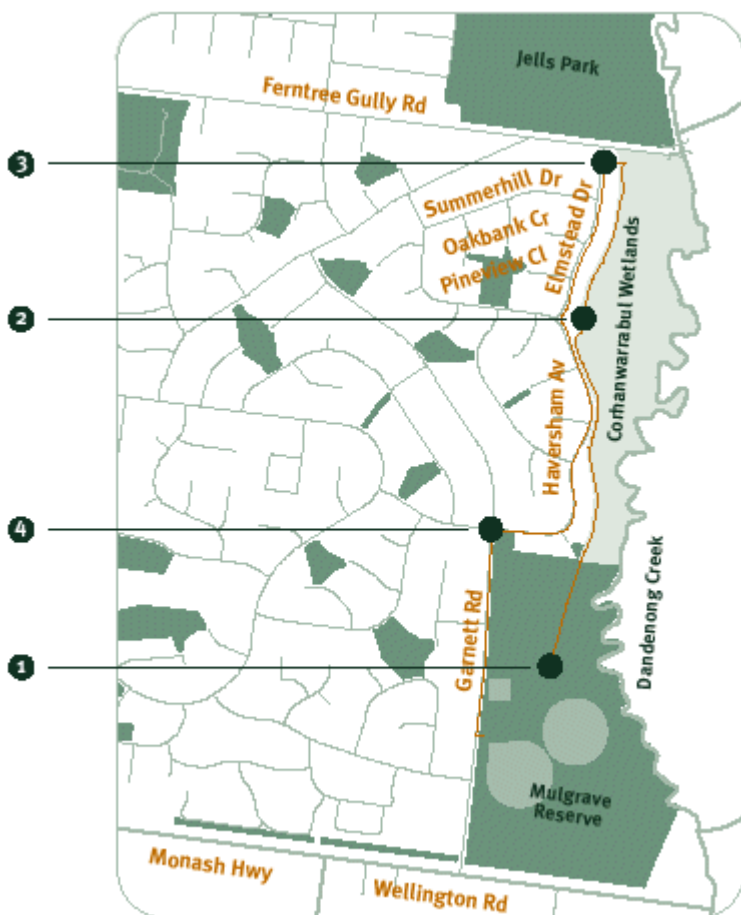 Jells Park
Ferntree Gully Rd
3
Summerhill Dr
Oakbank Cr
Pineview Cl
Elmstead Dr
Corhanwarrabul Wetlands
2
Haversham Av
4
Garnett Rd
Dandenong Creek
1
Mulgrave
Reserve
Monash Hwy
Wellington Rd